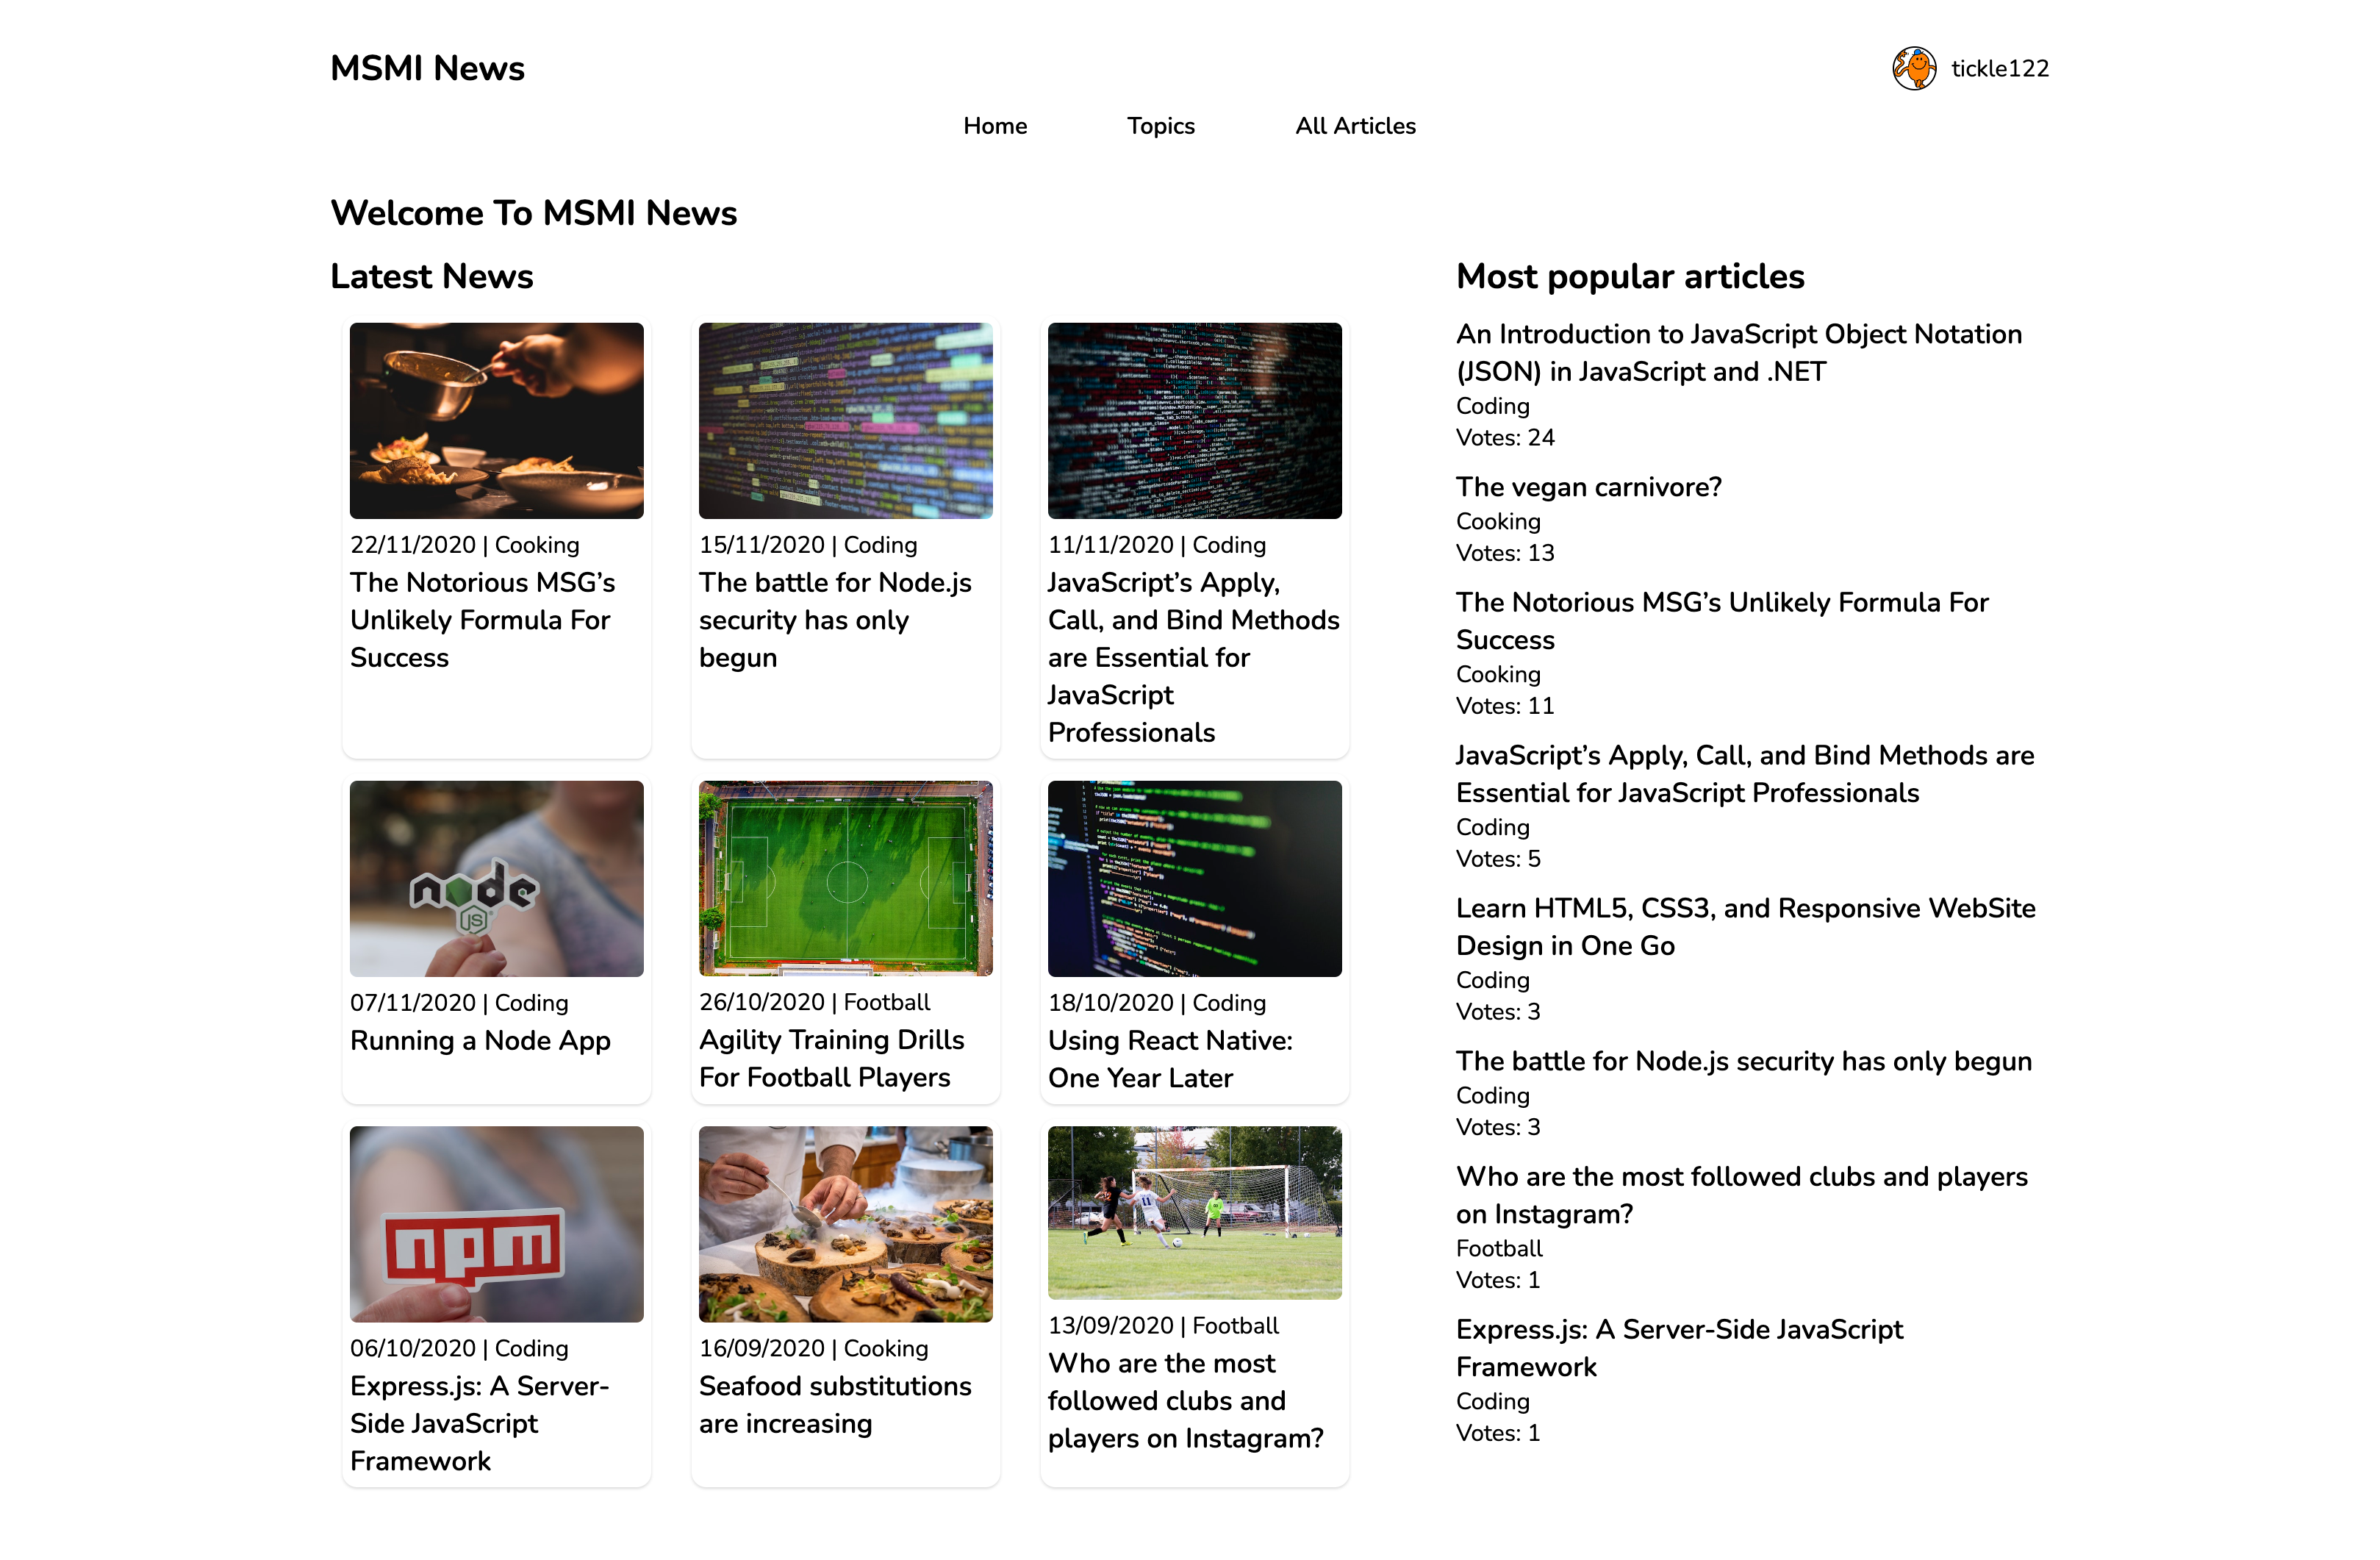 MSMI News
tickle122
Home
Topics
All Articles
Welcome To MSMI News
Latest News
22/11/2020 | Cooking
The Notorious MSG’s
Unlikely Formula For
Success
15/11/2020 | Coding
The battle for Node.js
security has only
begun
11/11/2020 | Coding
JavaScript’s Apply,
Call, and Bind Methods
are Essential for
JavaScript
Professionals
node
JS
07/11/2020 | Coding
Running a Node App
26/10/2020 | Football
Agility Training Drills
For Football Players
18/10/2020 | Coding
Using React Native:
One Year Later
npm
06/10/2020 | Coding
Express.js: A Server-
Side JavaScript
Framework
16/09/2020 | Cooking
Seafood substitutions
are increasing
11
13/09/2020 | Football
Who are the most
followed clubs and
players on Instagram?
Most popular articles
An Introduction to JavaScript Object Notation
(JSON) in JavaScript and .NET
Coding
Votes: 24
The vegan carnivore?
Cooking
Votes: 13
The Notorious MSG’s Unlikely Formula For
Success
Cooking
Votes: 11
JavaScript’s Apply, Call, and Bind Methods are
Essential for JavaScript Professionals
Coding
Votes: 5
Learn HTML5, CSS3, and Responsive WebSite
Design in One Go
Coding
Votes: 3
The battle for Node.js security has only begun
Coding
Votes: 3
Who are the most followed clubs and players
on Instagram?
Football
Votes: 1
Express.js: A Server-Side JavaScript
Framework
Coding
Votes: 1